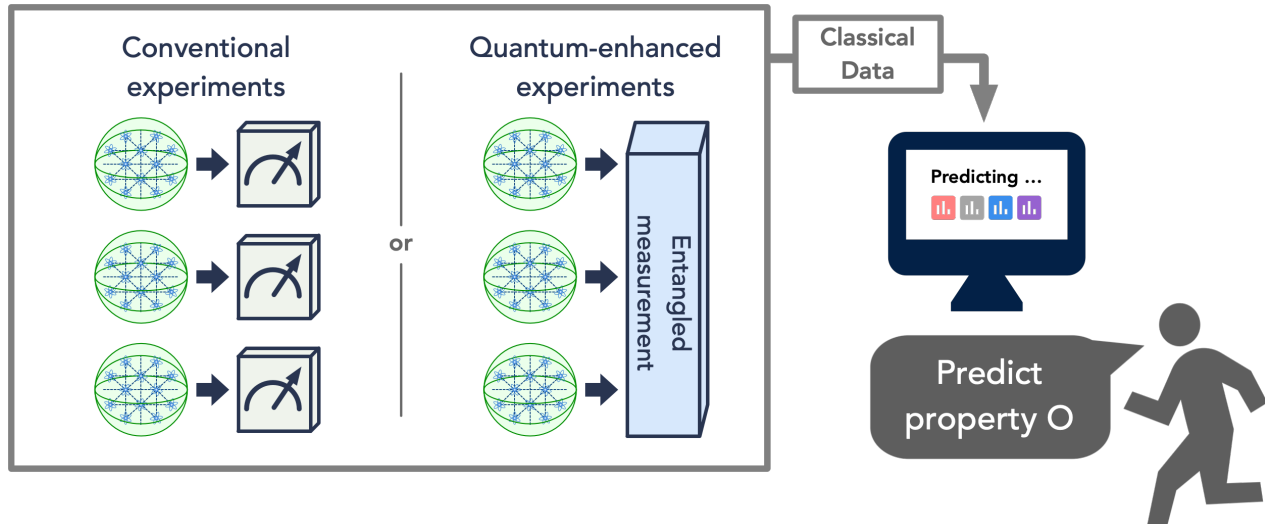 Conventional
experiments
Quantum-enhanced
experiments
or
Entangled
measurement
Classical
Data
Predicting ...
Predict
property O